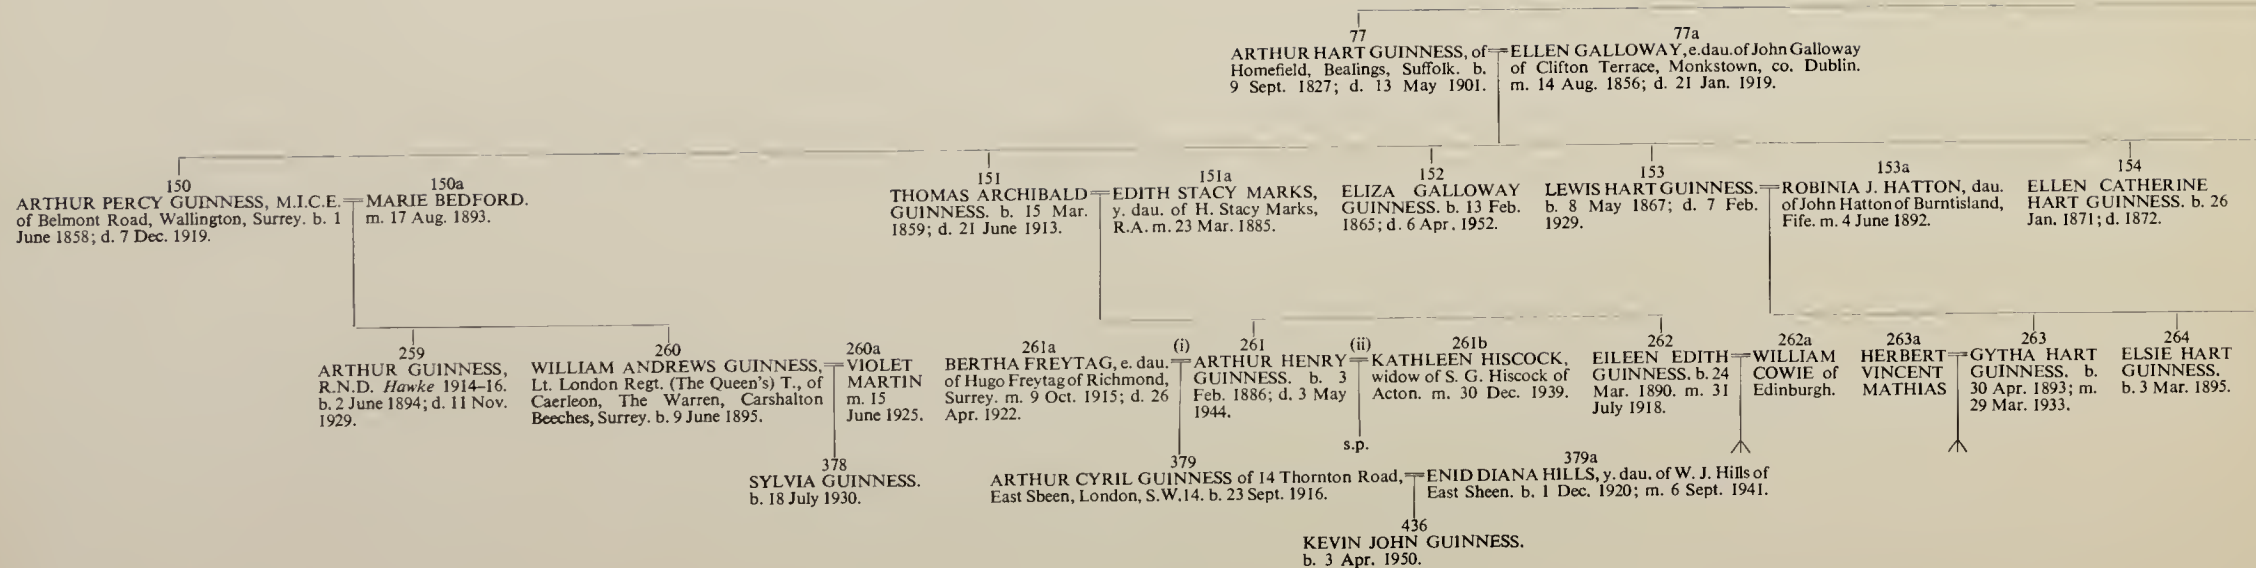 77
ARTHUR HART GUINNESS, of
Homefield, Bealings, Suffolk. b.
9 Sept. 1827; d. 13 May 1901.
77a
ELLEN GALLOWAY, e.dau.of John Galloway
of Clifton Terrace, Monkstown, co. Dublin.
m. 14 Aug. 1856; d. 21 Jan. 1919.
150
ARTHUR PERCY GUINNESS, M.I.C.E.
of Belmont Road, Wallington, Surrey. b. 1
June 1858; d. 7 Dec. 1919.
150a
MARIE BEDFORD.
m. 17 Aug. 1893.
151
THOMAS ARCHIBALD
GUINNESS. b. 15 Mar.
1859; d. 21 June 1913.
151a
EDITH STACY MARKS,
y. dau. of H. Stacy Marks,
R.A. m. 23 Mar. 1885.
152
ELIZA GALLOWAY
GUINNESS. b. 13 Feb.
1865; d. 6 Apr. 1952.
153
LEWIS HART GUINNESS.
b. 8 May 1867; d. 7 Feb.
1929.
153a
ROBINIA J. HATTON, dau.
of John Hatton of Burntisland,
Fife. m. 4 June 1892.
154
ELLEN CATHERINE
HART GUINNESS. b. 26
Jan. 1871; d. 1872.
259
ARTHUR GUINNESS,
R.N.D. Hawke 1914-16.
b. 2 June 1894; d. 11 Nov.
1929.
260
WILLIAM ANDREWS GUINNESS,
Lt. London Regt. (The Queen's) T., of
Caerleon, The Warren, Carshalton
Beeches, Surrey. b. 9 June 1895.
260a
VIOLET
MARTIN
m. 15
June 1925.
261a
BERTHA FREYTAG, e. dau.
of Hugo Freytag of Richmond,
Surrey. m. 9 Oct. 1915; d. 26
Apr. 1922.
(i)
261
ARTHUR HENRY
GUINNESS. b. 3
Feb. 1886; d. 3 May
1944.
(ii)
261b
KATHLEEN HISCOCK,
widow of S. G. Hiscock of
Acton. m. 30 Dec. 1939.
s.p.
262
EILEEN EDITH
GUINNESS. b. 24
Mar. 1890. m. 31
July 1918.
262a
WILLIAM
COWIE of
Edinburgh.
263a
HERBERT
VINCENT
MATHIAS
263
GYTHA HART
GUINNESS. b.
30 Apr. 1893; m.
29 Mar. 1933.
264
ELSIE HART
GUINNESS.
b. 3 Mar. 1895.
378
SYLVIA GUINNESS.
b. 18 July 1930.
379
ARTHUR CYRIL GUINNESS of 14 Thornton Road,
East Sheen, London, S.W.14. b. 23 Sept. 1916.
379a
ENID DIANA HILLS, y. dau. of W. J. Hills of
East Sheen. b. 1 Dec. 1920; m. 6 Sept. 1941.
436
KEVIN JOHN GUINNESS.
b. 3 Apr. 1950.